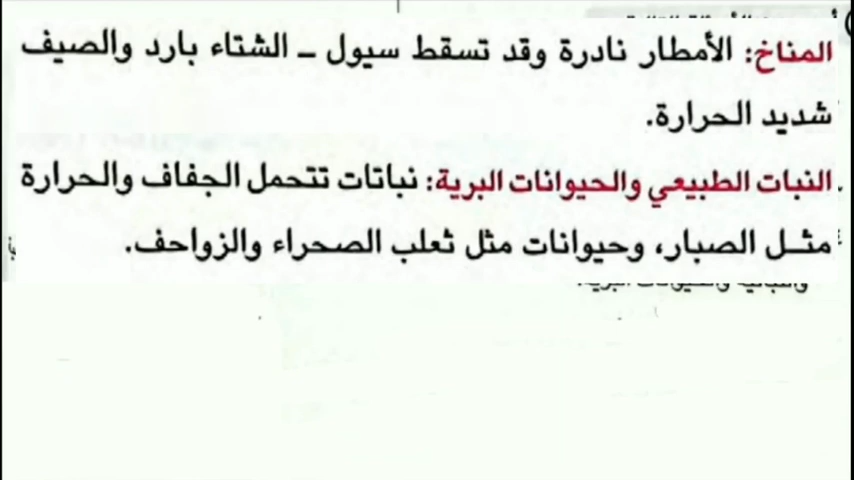 المناخ: الأمطار نادرة وقد تسقط سيول – الشتاء بارد والصيف
شديد الحرارة.
النبات الطبيعي والحيوانات البرية: نباتات تتحمل الجفاف والحرارة
مثـل الصبار، وحيوانات مثل ثعلب الصحراء والزواحف.